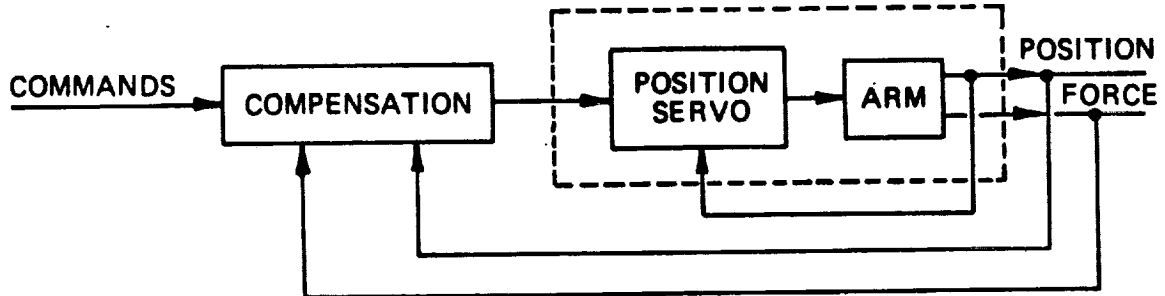 COMMANDS
COMPENSATION
POSITION
SERVO
ARM
POSITION
FORCE